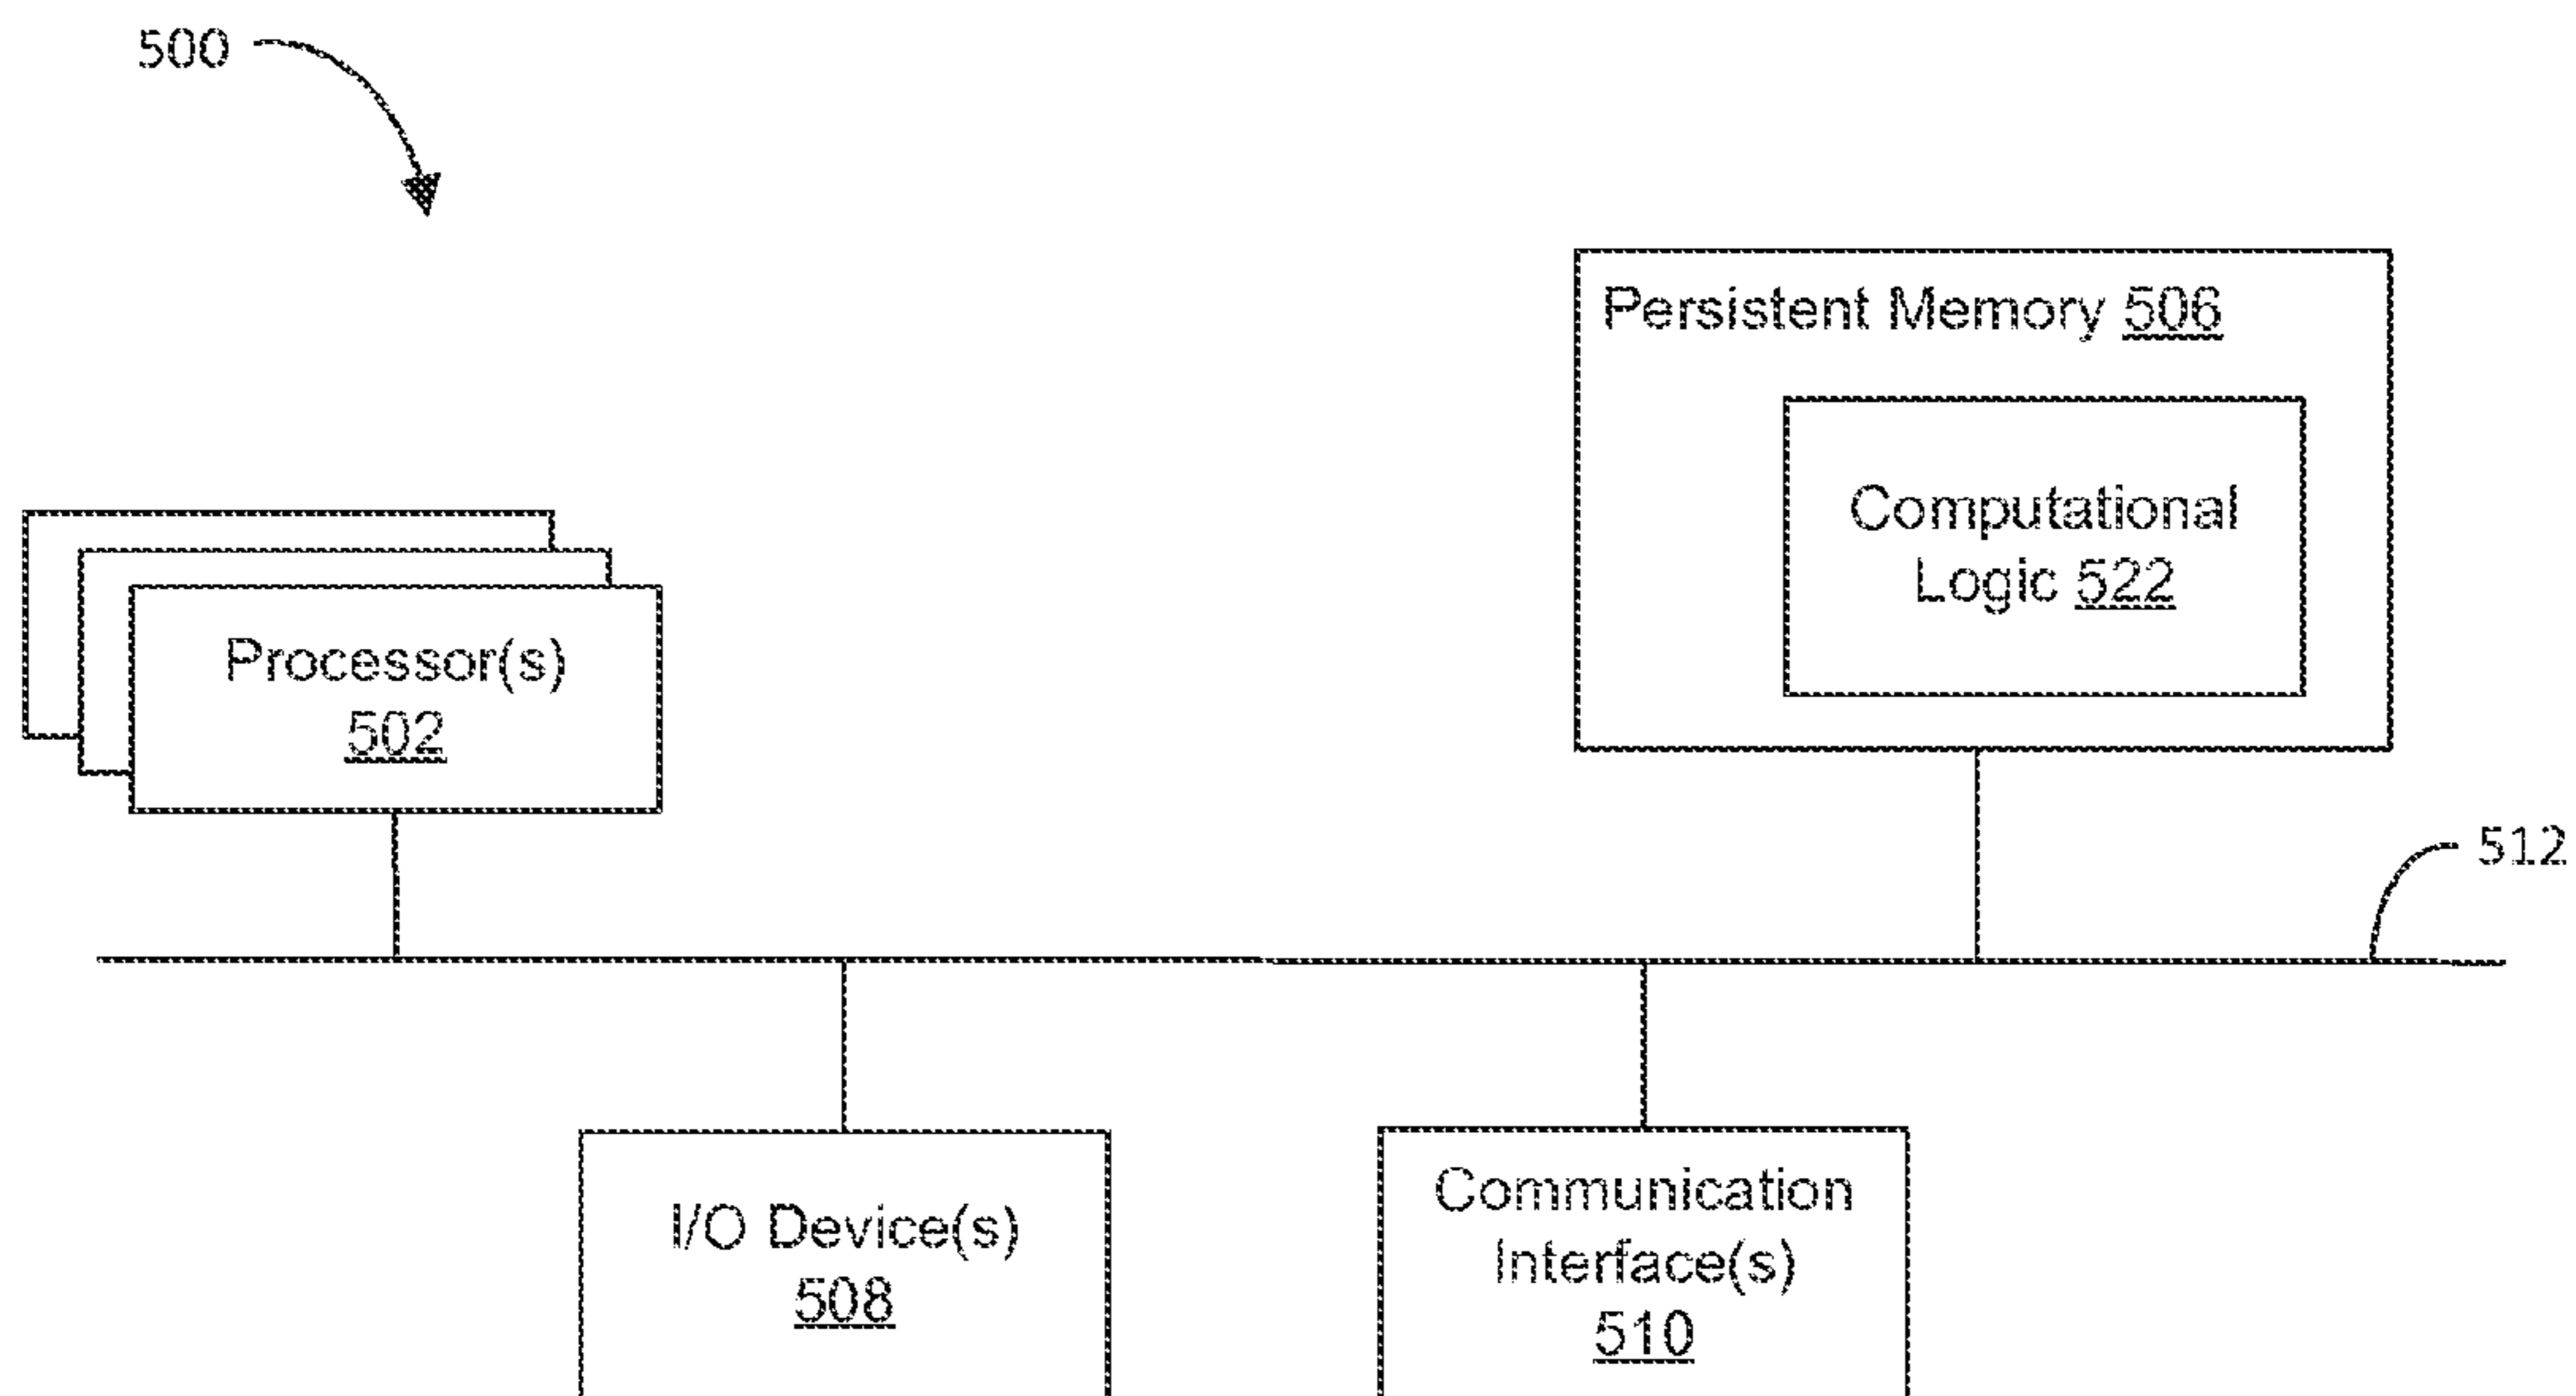 500
Persistent Memory 506
Computational
Logic 522
Processor(s)
502
512
I/O Device(s)
508
Communication
Interface(s)
510